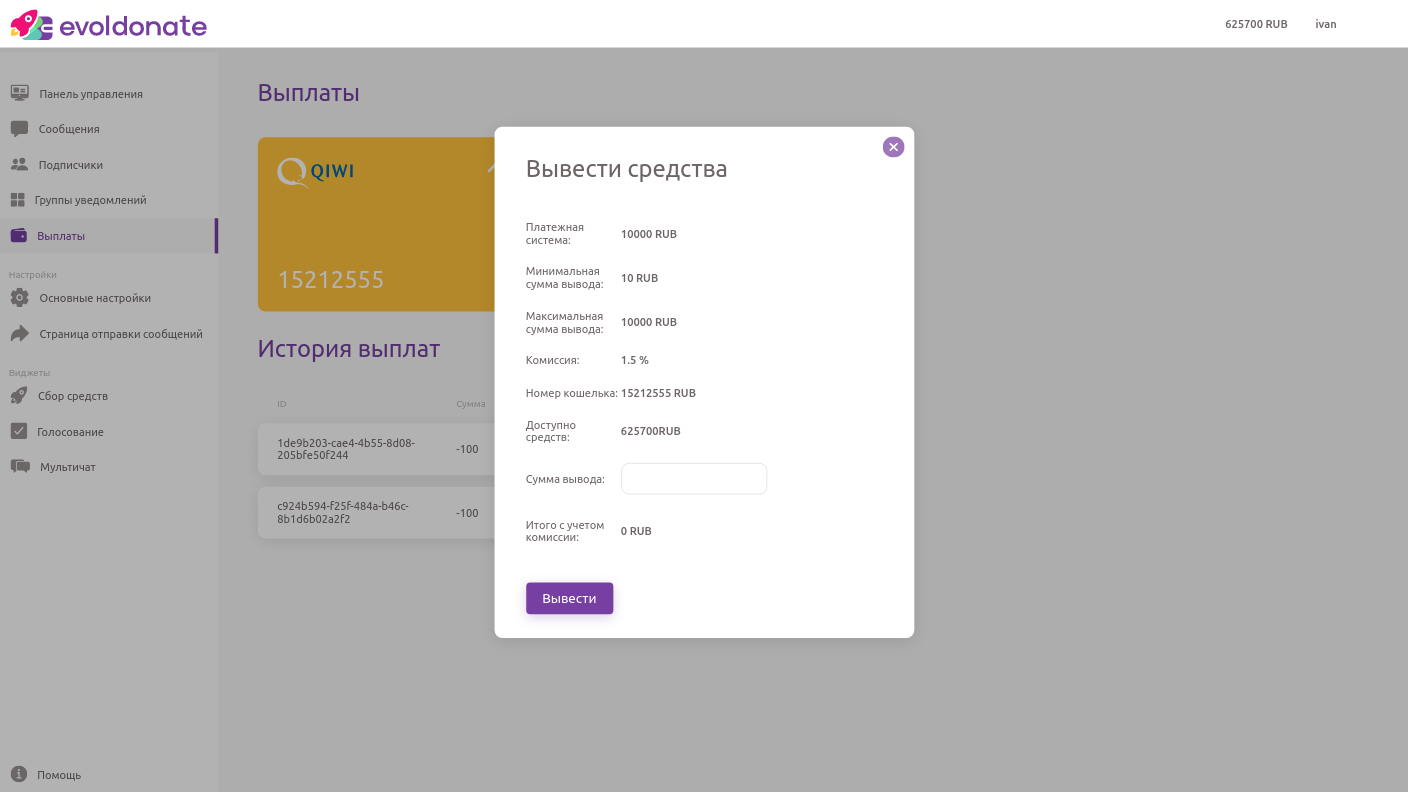 evoldonate
625700 RUB
ivan
Панель управления
Сообщения
Подписчики
Группы уведомлений
Выплаты
Настройки
Основные настройки
Страница отправки сообщений
Виджеты
Сбор средств
Голосование
Мультичат
Помощь
Выплаты
QIWI
15212555
История выплат
ID
Сумма
1de9b203-cae4-4b55-8d08-
205bfe50f244
-100
c924b594-f25f-484a-b46c-
8b1d6b02a2f2
-100
Вывести средства
Платежная
система:
10000 RUB
Минимальная
сумма вывода:
10 RUB
Максимальная
сумма вывода:
10000 RUB
Комиссия:
1.5 %
Номер кошелька:
15212555 RUB
Доступно
средств:
625700RUB
Сумма вывода:
Итого с учетом
комиссии:
0 RUB
Вывести